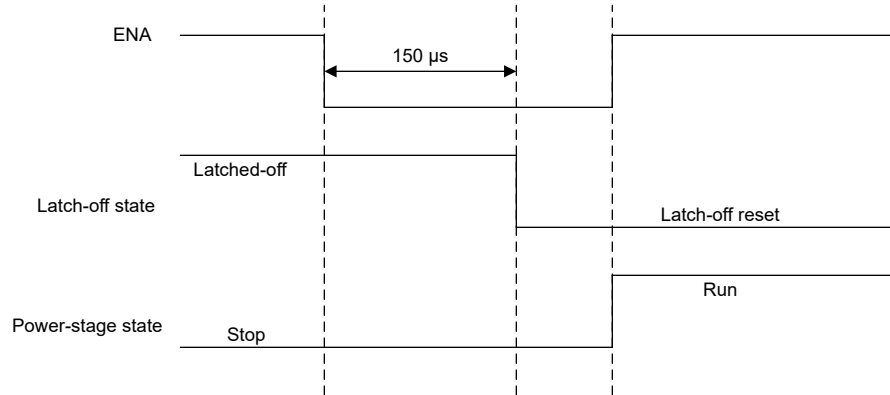 ENA
150 µs
Latched-off
Latch-off state
Latch-off reset
Run
Power-stage state
Stop